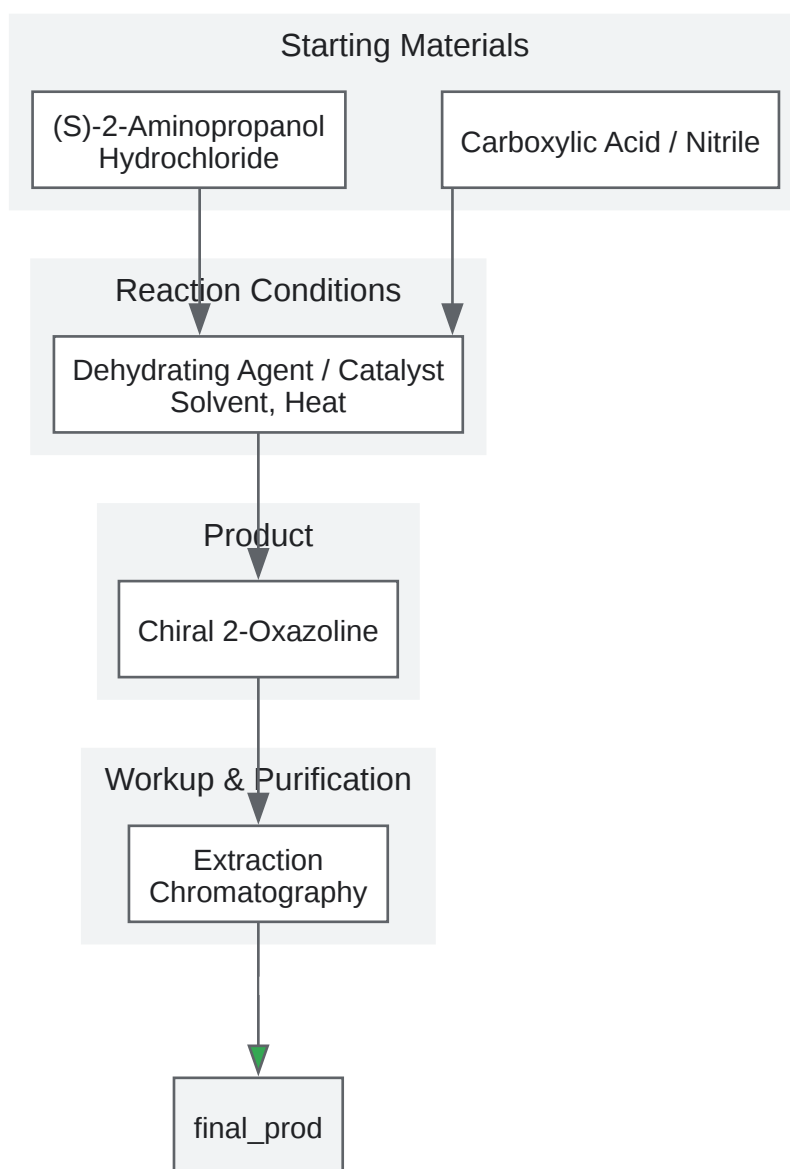 Starting Materials
(S)-2-Aminopropanol
Hydrochloride
Carboxylic Acid / Nitrile
Reaction Conditions
Dehydrating Agent / Catalyst
Solvent, Heat
Product
Chiral 2-Oxazoline
Workup & Purification
Extraction
Chromatography
final_prod